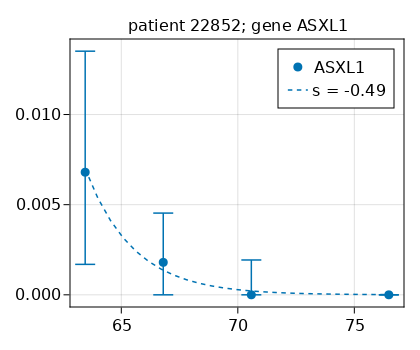 patient 22852; gene ASXL1
ASXL1
s = -0.49
0.010
0.005
0.000
65
70
75